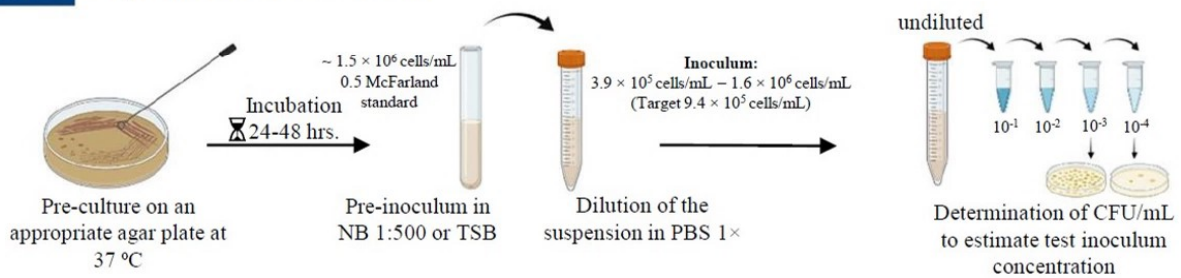 Incubation
24-48 hrs.
Pre-culture on an
appropriate agar plate at
37 ºC
~ 1.5 × 10⁶ cells/mL
0.5 McFarland
standard
Pre-inoculum in
NB 1:500 or TSB
Inoculum:
3.9 × 10⁵ cells/mL – 1.6 × 10⁶ cells/mL
(Target 9.4 × 10⁵ cells/mL)
Dilution of the
suspension in PBS 1×
undiluted
10⁻¹ 10⁻² 10⁻³ 10⁻⁴
Determination of CFU/mL
to estimate test inoculum
concentration